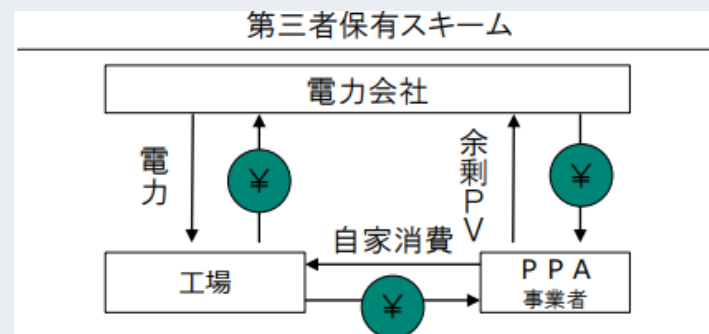 第三者保有スキーム
電力会社
電力
¥
余剰PV
¥
自家消費
工場
PPA
事業者
¥